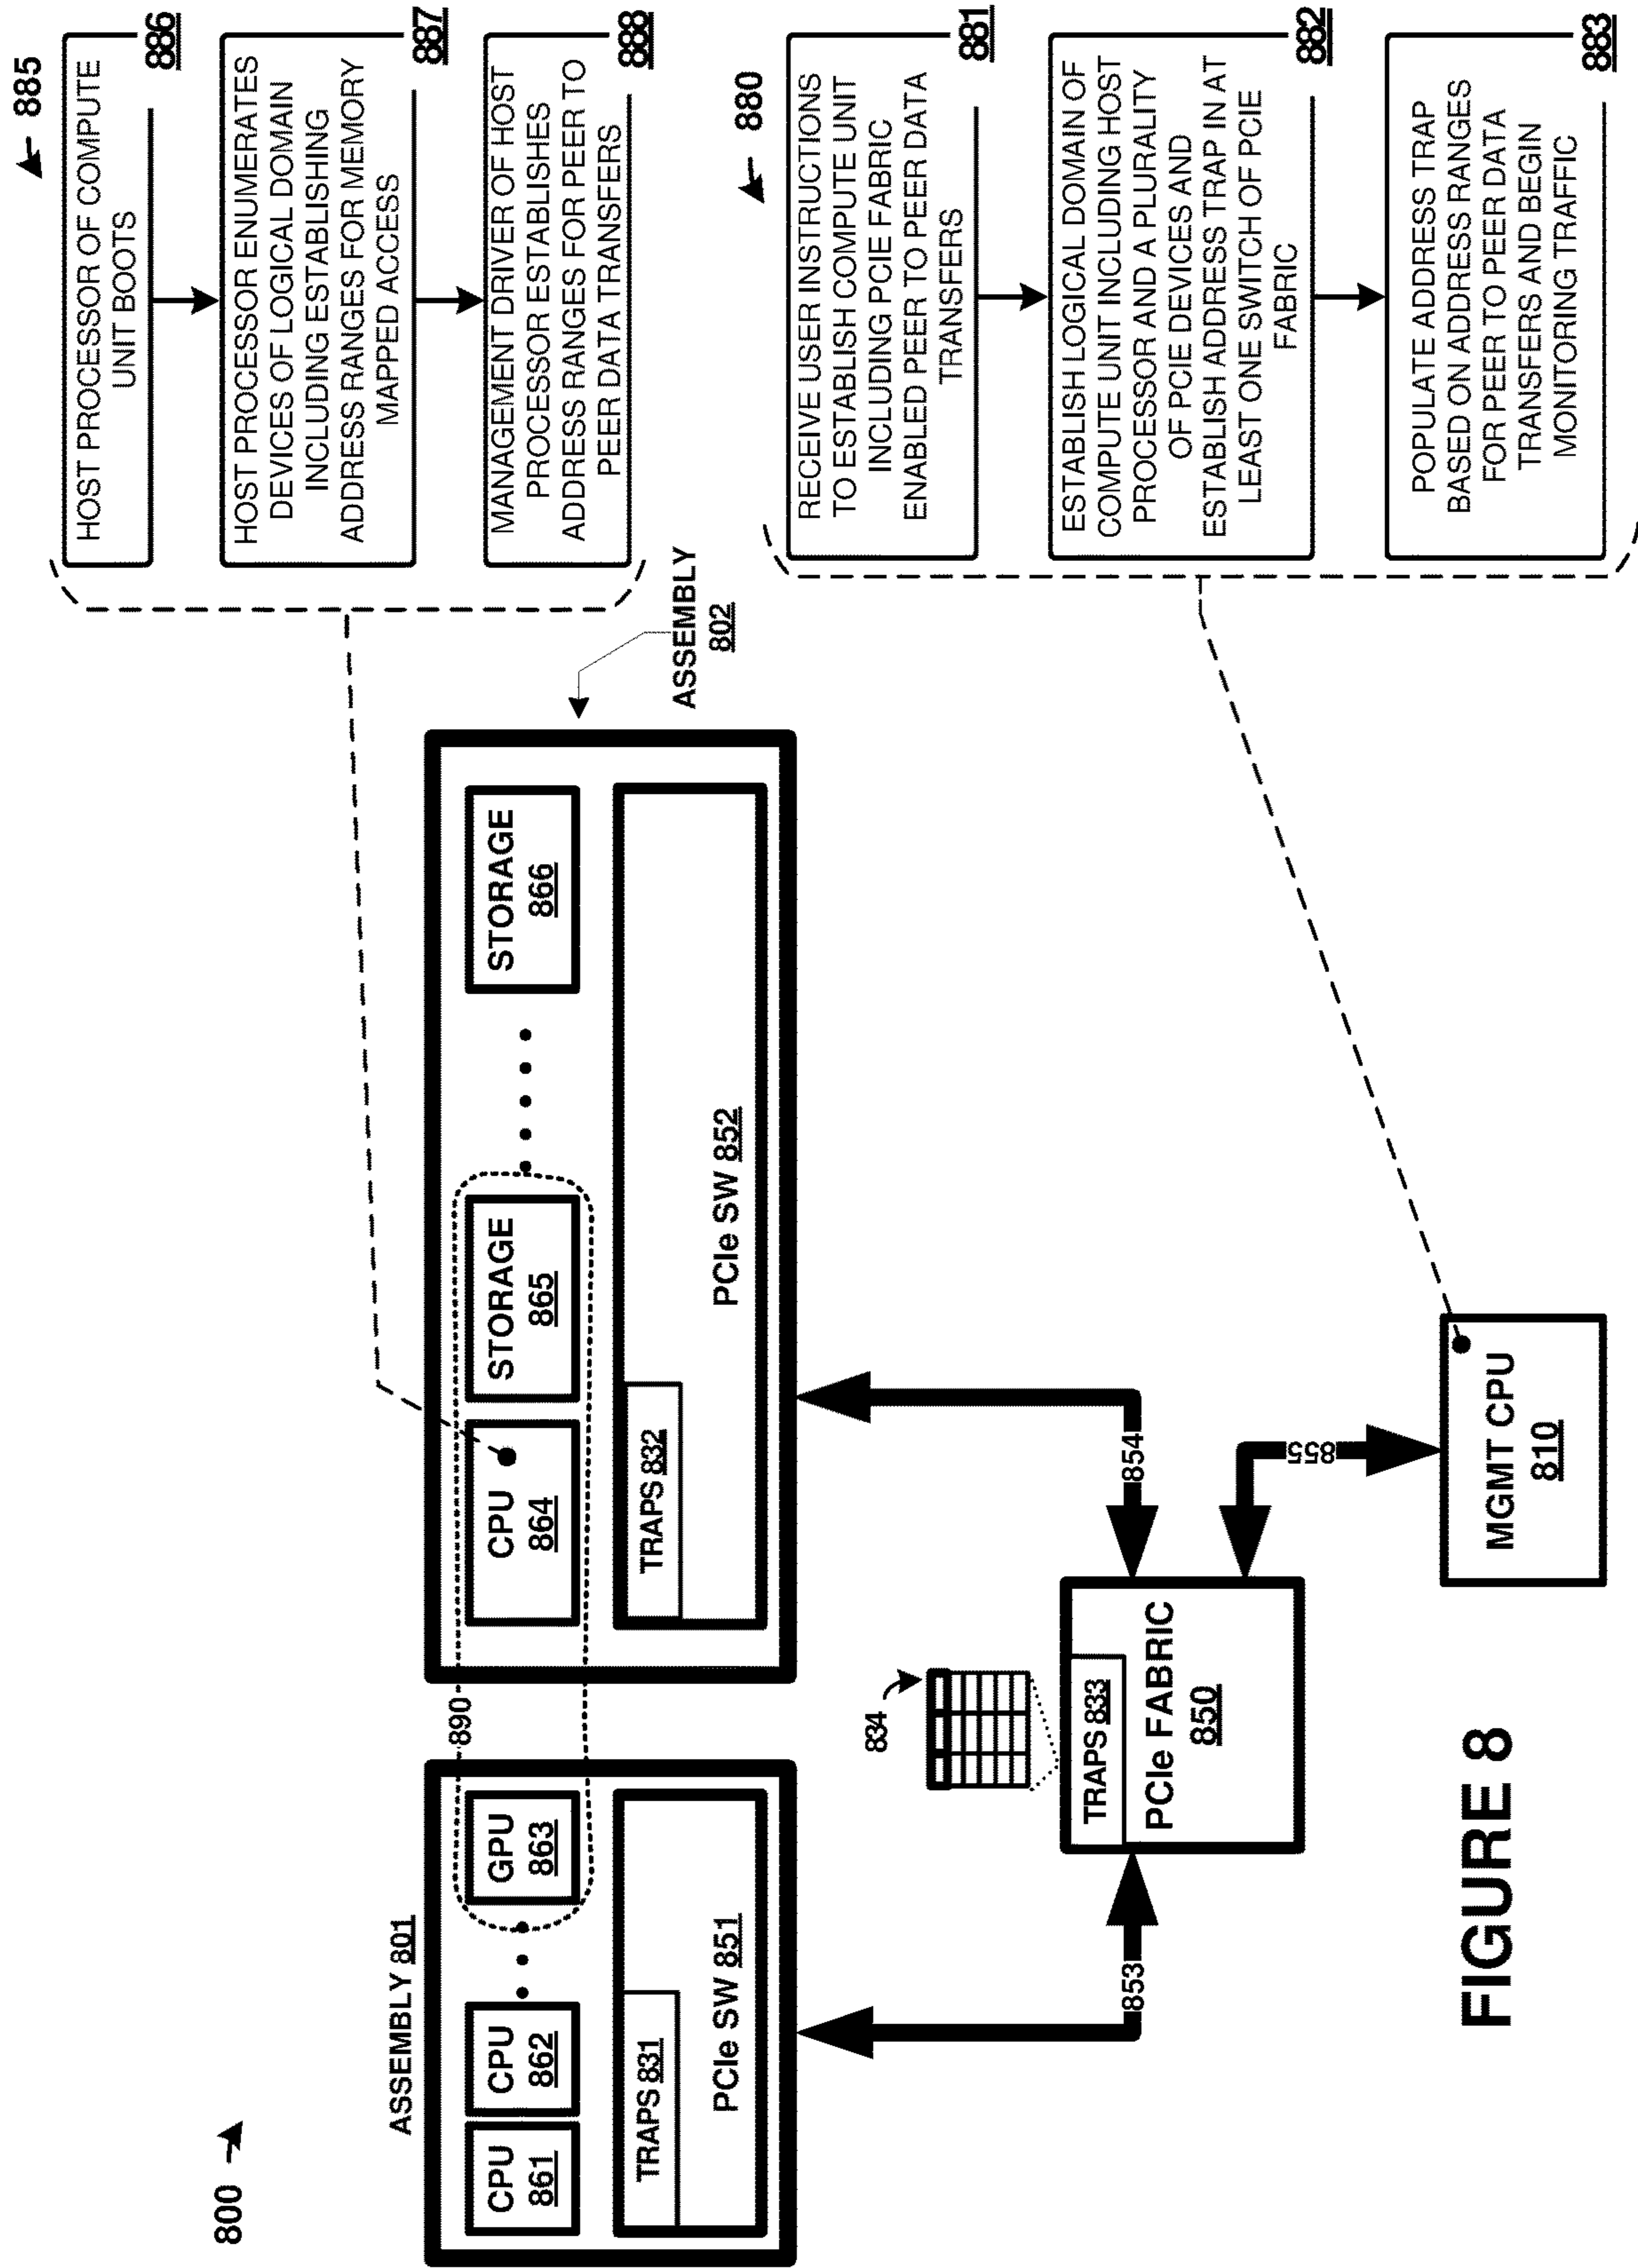 800
ASSEMBLY 801
CPU
861
CPU
862
GPU
863
TRAPS 831
PCIe SW 851
890
CPU
864
STORAGE
865
STORAGE
866
TRAPS 832
PCIe SW 852
ASSEMBLY
802
853
854
855
834
TRAPS 833
PCIe FABRIC
850
MGMT CPU
810
885
HOST PROCESSOR OF COMPUTE
UNIT BOOTS
886
HOST PROCESSOR ENUMERATES
DEVICES OF LOGICAL DOMAIN
INCLUDING ESTABLISHING
ADDRESS RANGES FOR MEMORY
MAPPED ACCESS
887
MANAGEMENT DRIVER OF HOST
PROCESSOR ESTABLISHES
ADDRESS RANGES FOR PEER TO
PEER DATA TRANSFERS
888
880
RECEIVE USER INSTRUCTIONS
TO ESTABLISH COMPUTE UNIT
INCLUDING PCIE FABRIC
ENABLED PEER TO PEER DATA
TRANSFERS
881
ESTABLISH LOGICAL DOMAIN OF
COMPUTE UNIT INCLUDING HOST
PROCESSOR AND A PLURALITY
OF PCIE DEVICES AND
ESTABLISH ADDRESS TRAP IN AT
LEAST ONE SWITCH OF PCIE
FABRIC
882
POPULATE ADDRESS TRAP
BASED ON ADDRESS RANGES
FOR PEER TO PEER DATA
TRANSFERS AND BEGIN
MONITORING TRAFFIC
883
FIGURE 8